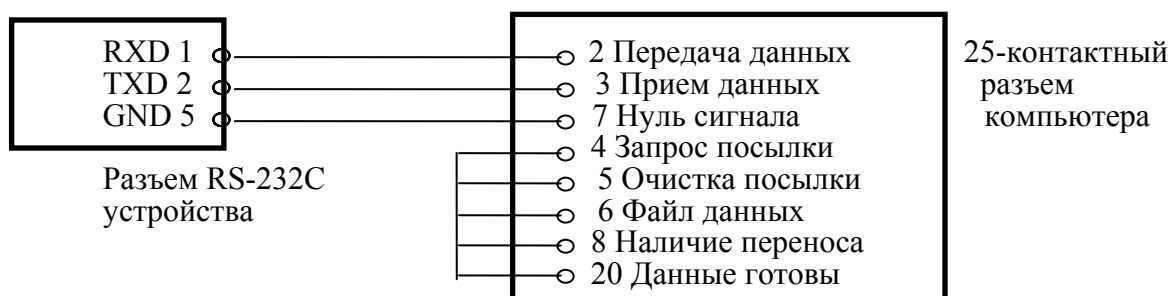 RXD 1
TXD 2
GND 5
Разъем RS-232C
устройства
2 Передача данных
3 Прием данных
7 Нуль сигнала
4 Запрос посылки
5 Очистка посылки
6 Файл данных
8 Наличие переноса
20 Данные готовы
25-контактный
разъем
компьютера